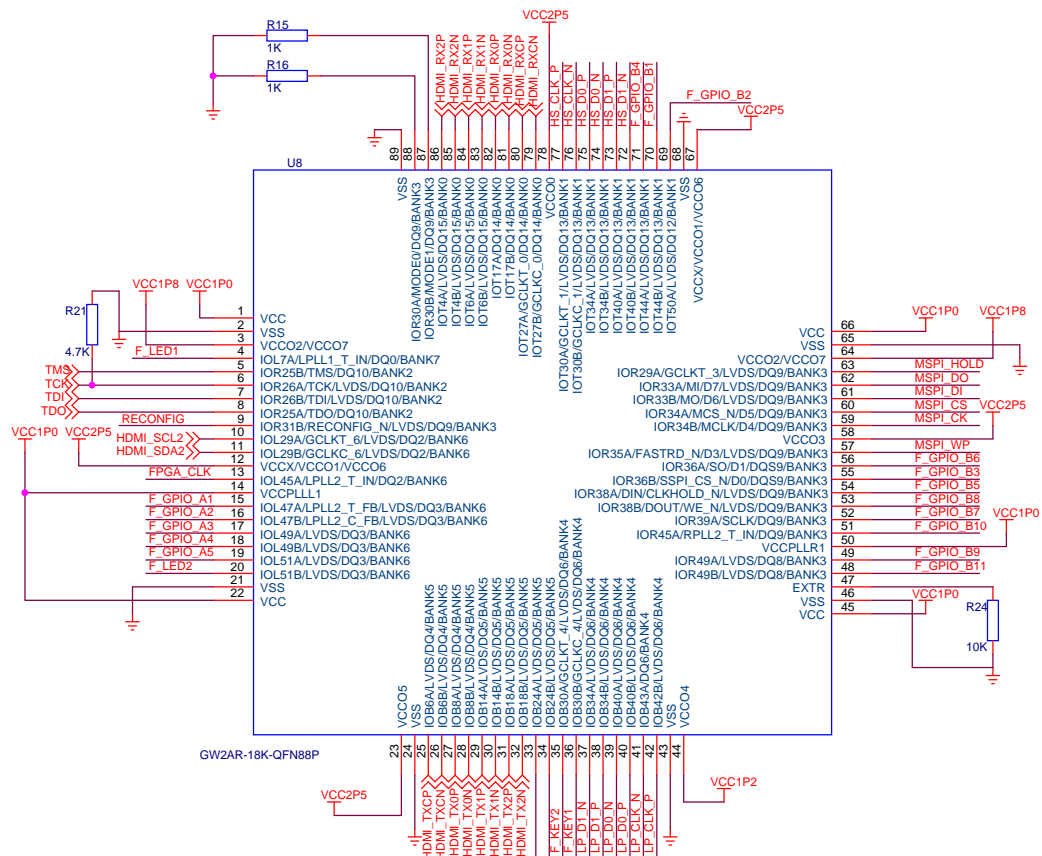 R15
1K
R16
1K
VCC2P5
HDMI_RX2P
HDMI_RX2N
HDMI_RX1P
HDMI_RX1N
HDMI_RX0P
HDMI_RX0N
HDMI_RXCP
HDMI_RXCN
HS_CLK_P
HS_CLK_N
HS_D0_P
HS_D0_N
HS_D1_P
HS_D1_N
F_GPIO_B4
F_GPIO_B1
F_GPIO_B2
VCC2P5
U8
89 VSS
88 IOR30A/MODE0/DQ9/BANK3
87 IOR30B/MODE1/DQ9/BANK3
86 IOT4A/LVDS/DQ15/BANK0
85 IOT4B/LVDS/DQ15/BANK0
84 IOT6A/LVDS/DQ15/BANK0
83 IOT6B/LVDS/DQ15/BANK0
82 IOT17A/DQ14/BANK0
81 IOT17B/DQ14/BANK0
80 IOT27A/GCLKT_0/DQ14/BANK0
79 IOT27B/GCLKC_0/DQ14/BANK0
78 VCCO0
77 IOT30A/GCLKT_1/LVDS/DQ13/BANK1
76 IOT30B/GCLKC_1/LVDS/DQ13/BANK1
75 IOT34A/LVDS/DQ13/BANK1
74 IOT34B/LVDS/DQ13/BANK1
73 IOT40A/LVDS/DQ13/BANK1
72 IOT40B/LVDS/DQ13/BANK1
71 IOT44A/LVDS/DQ12/BANK1
70 IOT44B/LVDS/DQ12/BANK1
69 IOT50A/LVDS/DQ12/BANK1
68 VSS
67 VCCX/VCCO1/VCCO6
VCC1P8
VCC1P0
R21
4.7K
1 VCC
2 VSS
3 VCCO2/VCCO7
F_LED1 4 IOL7A/LPLL1_T_IN/DQ0/BANK7
TMS 5 IOR25B/TMS/DQ10/BANK2
TCK 6 IOR26A/TCK/LVDS/DQ10/BANK2
TDI 7 IOR26B/TDI/LVDS/DQ10/BANK2
TDO 8 IOR25A/TDO/DQ10/BANK2
RECONFIG 9 IOR31B/RECONFIG_N/LVDS/DQ9/BANK3
VCC1P0
VCC2P5
HDMI_SCL2 10 IOL29A/GCLKT_6/LVDS/DQ2/BANK6
HDMI_SDA2 11 IOL29B/GCLKC_6/LVDS/DQ2/BANK6
12 VCCX/VCCO1/VCCO6
FPGA_CLK 13 IOL45A/LPLL2_T_IN/DQ2/BANK6
14 VCCPLLL1
F_GPIO_A1 15 IOL47A/LPLL2_T_FB/LVDS/DQ3/BANK6
F_GPIO_A2 16 IOL47B/LPLL2_C_FB/LVDS/DQ3/BANK6
F_GPIO_A3 17 IOL49A/LVDS/DQ3/BANK6
F_GPIO_A4 18 IOL49B/LVDS/DQ3/BANK6
F_GPIO_A5 19 IOL51A/LVDS/DQ3/BANK6
F_LED2 20 IOL51B/LVDS/DQ3/BANK6
21 VSS
22 VCC
VCC1P0
VCC1P8
VCC 66
VSS 65
VCCO2/VCCO7 64
IOR29A/GCLKT_3/LVDS/DQ9/BANK3 63 MSPI_HOLD
IOR33A/MI/D7/LVDS/DQ9/BANK3 62 MSPI_DO
IOR33B/MO/D6/LVDS/DQ9/BANK3 61 MSPI_DI
IOR34A/MCS_N/D5/DQ9/BANK3 60 MSPI_CS
IOR34B/MCLK/D4/DQ9/BANK3 59 MSPI_CK
VCC2P5
VCCO3 58
IOR35A/FASTRD_N/D3/LVDS/DQ9/BANK3 57 MSPI_WP
IOR36A/SO/D1/DQS9/BANK3 56 F_GPIO_B6
IOR36B/SSPI_CS_N/D0/DQS9/BANK3 55 F_GPIO_B3
IOR38A/DIN/CLKHOLD_N/LVDS/DQ9/BANK3 54 F_GPIO_B5
IOR38B/DOUT/WE_N/LVDS/DQ9/BANK3 53 F_GPIO_B8
IOR39A/SCLK/DQ9/BANK3 52 F_GPIO_B7
IOR45A/RPLL2_T_IN/DQ9/BANK3 51 F_GPIO_B10
VCC1P0
VCCPLLR1 50
IOR49A/LVDS/DQ8/BANK3 49 F_GPIO_B9
IOR49B/LVDS/DQ8/BANK3 48 F_GPIO_B11
EXTR 47
VSS 46
VCC 45
VCC1P0
R24
10K
23 VCCO5
24 VSS
25 IOB6A/LVDS/DQ4/BANK5
26 IOB6B/LVDS/DQ4/BANK5
27 IOB8A/LVDS/DQ4/BANK5
28 IOB8B/LVDS/DQ4/BANK5
29 IOB14A/LVDS/DQ5/BANK5
30 IOB14B/LVDS/DQ5/BANK5
31 IOB18A/LVDS/DQ5/BANK5
32 IOB18B/LVDS/DQ5/BANK5
33 IOB24A/LVDS/DQ5/BANK5
34 IOB24B/LVDS/DQ5/BANK5
35 IOB30A/GCLKT_4/LVDS/DQ6/BANK4
36 IOB30B/GCLKC_4/LVDS/DQ6/BANK4
37 IOB34A/LVDS/DQ6/BANK4
38 IOB34B/LVDS/DQ6/BANK4
39 IOB40A/LVDS/DQ6/BANK4
40 IOB40B/LVDS/DQ6/BANK4
41 IOB43A/DQ6/BANK4
42 IOB42B/LVDS/DQ6/BANK4
43 VSS
44 VCCO4
GW2AR-18K-QFN88P
VCC2P5
HDMI_TXCP
HDMI_TXCN
HDMI_TX0P
HDMI_TX0N
HDMI_TX1P
HDMI_TX1N
HDMI_TX2P
HDMI_TX2N
F_KEY2
F_KEY1
LP_D1_N
LP_D1_P
LP_D0_N
LP_D0_P
LP_CLK_N
LP_CLK_P
VCC1P2